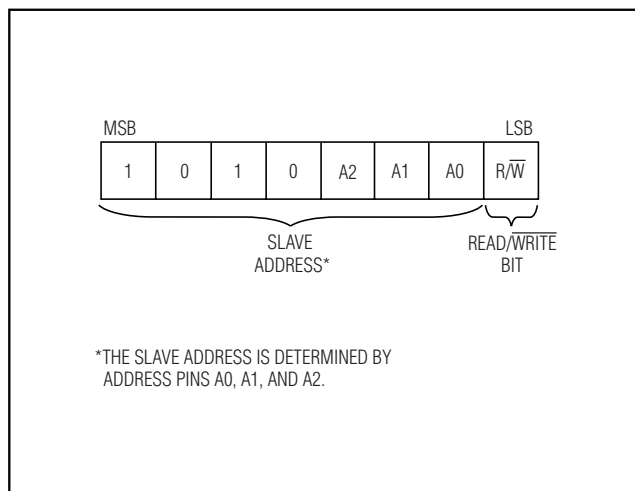 MSB LSB
1 0 1 0 A2 A1 A0 R/W̅
SLAVE
ADDRESS*
READ/W̅R̅I̅T̅E̅
BIT
*THE SLAVE ADDRESS IS DETERMINED BY
ADDRESS PINS A0, A1, AND A2.